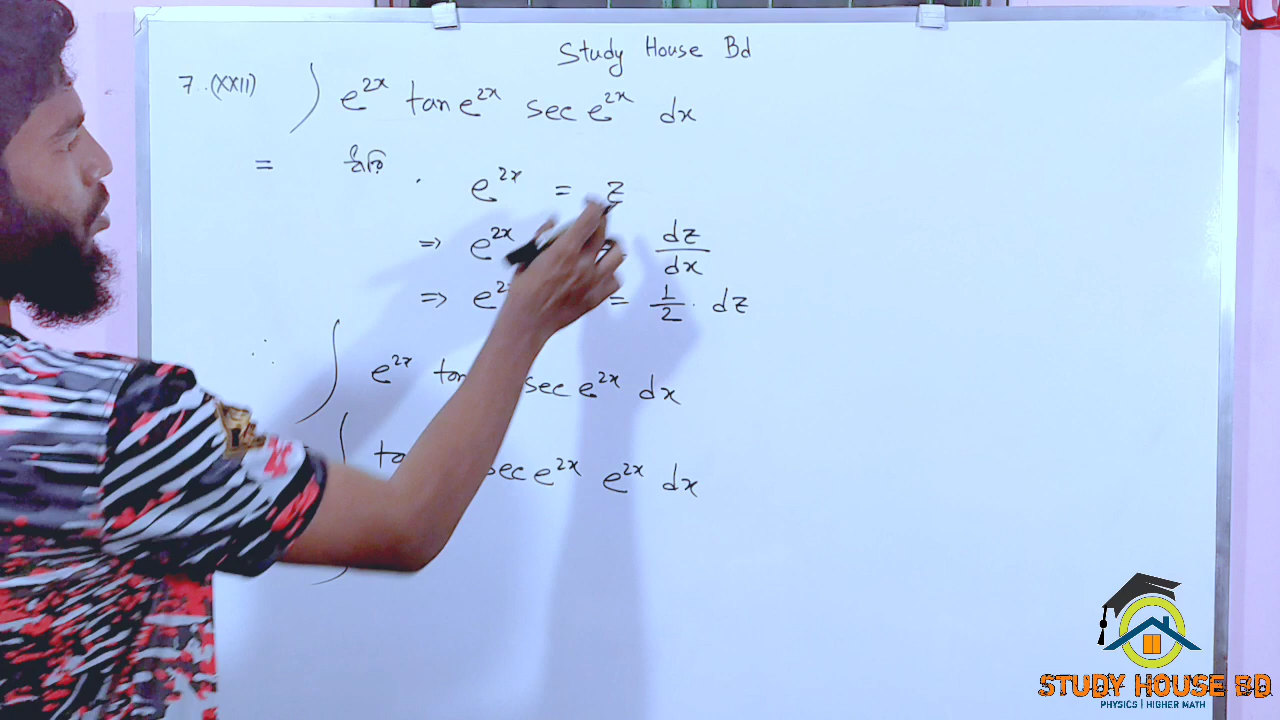 Study House Bd
7. (XXII) ∫ e^2x tan e^2x sec e^2x dx
= ধরি, e^2x = z
=> e^2x = dz/dx
=> e^2x = 1/2 . dz
∴ ∫ e^2x tan sec e^2x dx
∫ sec e^2x e^2x dx
STUDY HOUSE BD
PHYSICS | HIGHER MATH